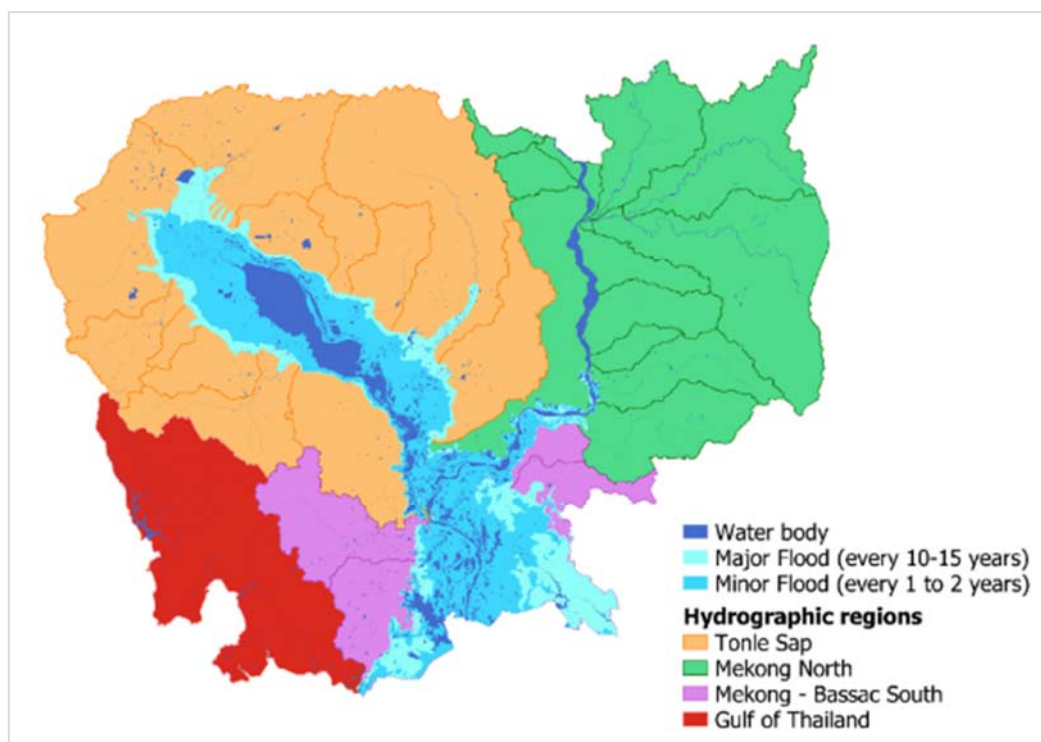 Water body
Major Flood (every 10-15 years)
Minor Flood (every 1 to 2 years)
Hydrographic regions
Tonle Sap
Mekong North
Mekong - Bassac South
Gulf of Thailand